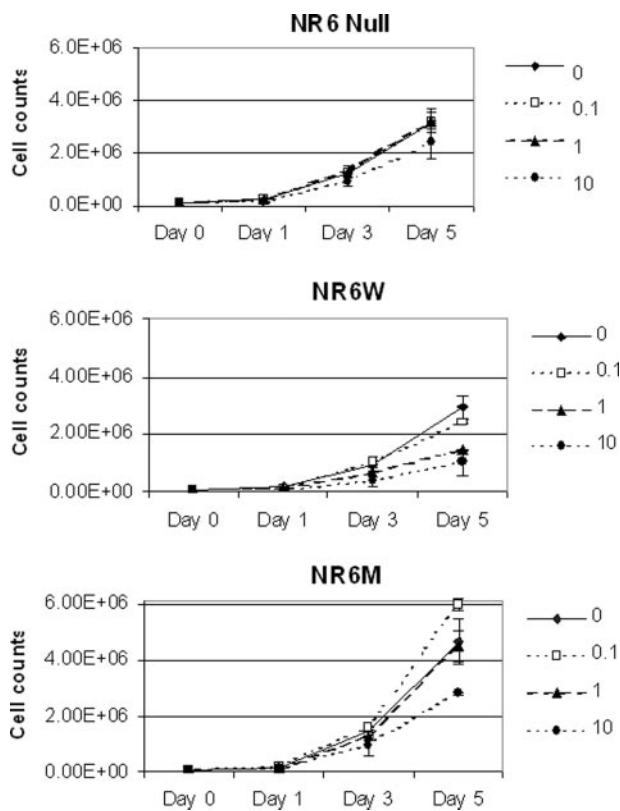 NR6 Null
Cell counts
6.0E+06
4.0E+06
2.0E+06
0.0E+00
Day 0 Day 1 Day 3 Day 5
0
0.1
1
10
NR6W
Cell counts
6.00E+06
4.00E+06
2.00E+06
0.00E+00
Day 0 Day 1 Day 3 Day 5
0
0.1
1
10
NR6M
Cell counts
6.00E+06
4.00E+06
2.00E+06
0.00E+00
Day 0 Day 1 Day 3 Day 5
0
0.1
1
10